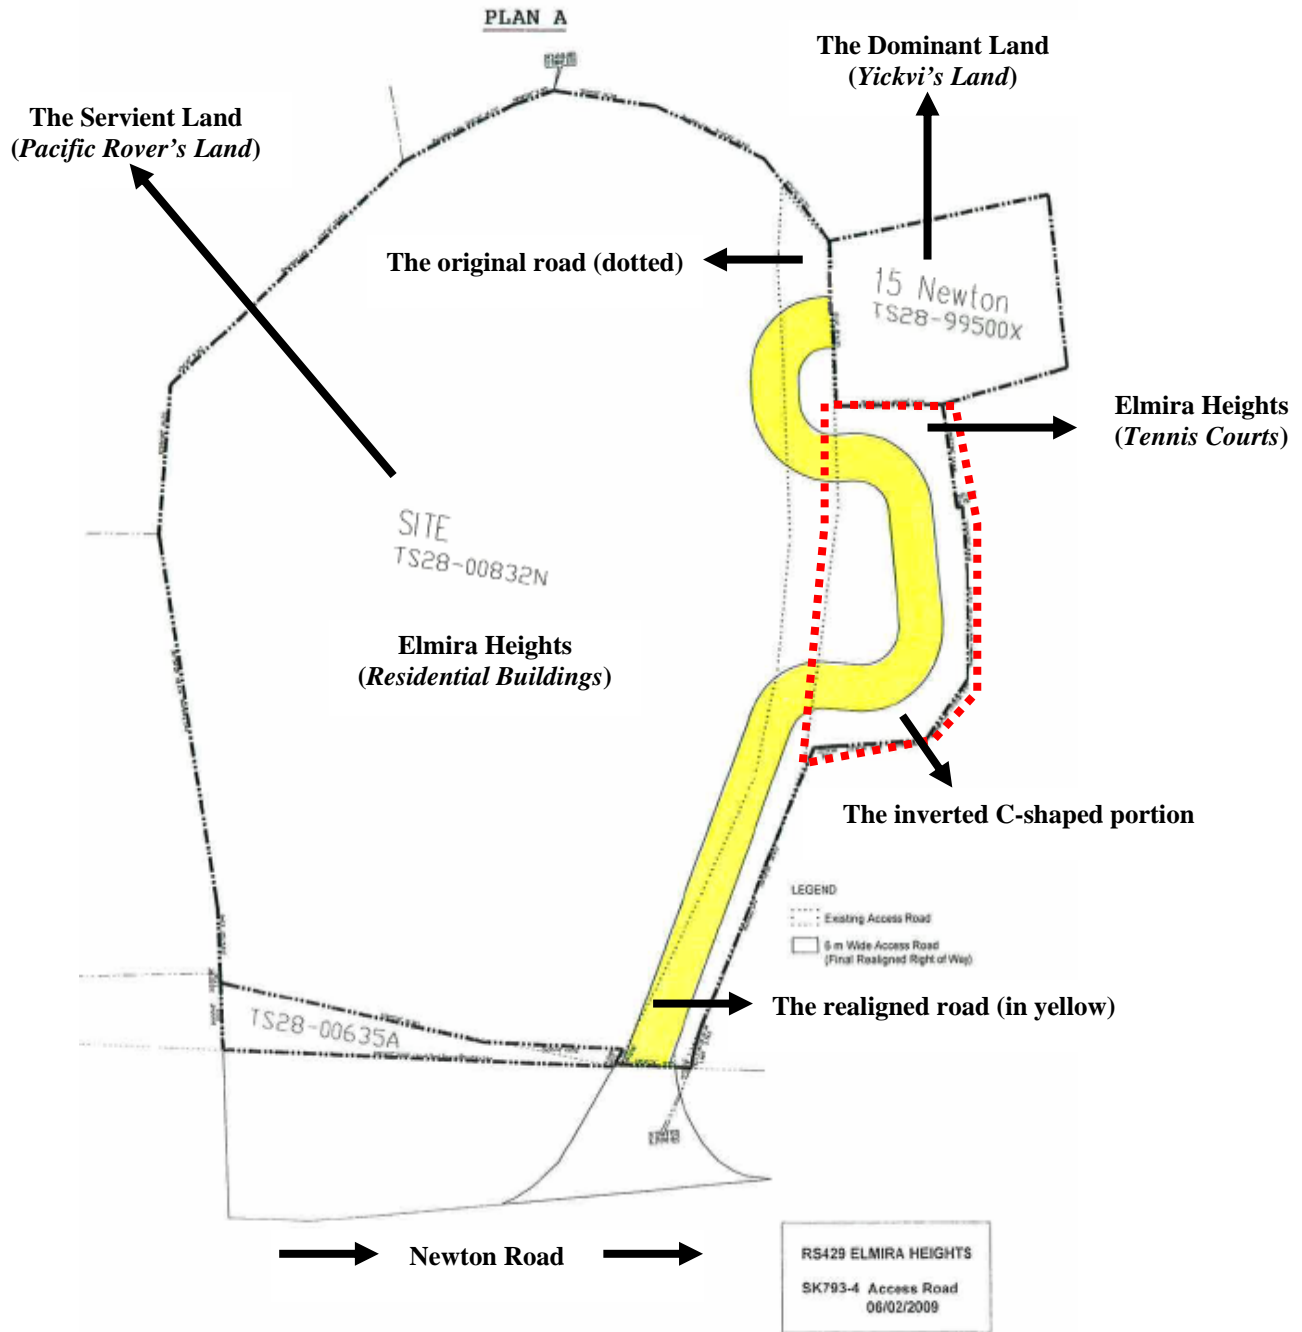 PLAN A
The Dominant Land
(Yickvi's Land)
The Servient Land
(Pacific Rover's Land)
The original road (dotted)
15 Newton
TS28-99500X
Elmira Heights
(Tennis Courts)
SITE
TS28-00832N
Elmira Heights
(Residential Buildings)
The inverted C-shaped portion
LEGEND
Existing Access Road
6 m Wide Access Road
(Final Realigned Right of Way)
The realigned road (in yellow)
TS28-00635A
Newton Road
RS429 ELMIRA HEIGHTS
SK793-4 Access Road
06/02/2009